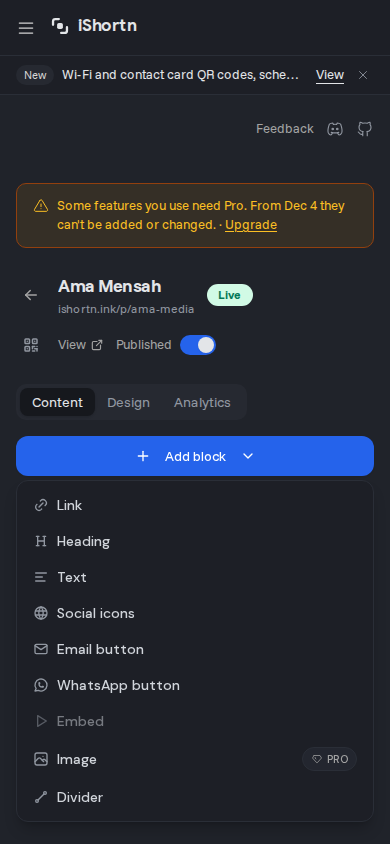 iShortn
New Wi-Fi and contact card QR codes, sche... View
Feedback
Some features you use need Pro. From Dec 4 they
can't be added or changed. · Upgrade
Ama Mensah
Live
ishortn.ink/p/ama-media
View Published
Content Design Analytics
Add block
Link
Heading
Text
Social icons
Email button
WhatsApp button
Embed
Image PRO
Divider